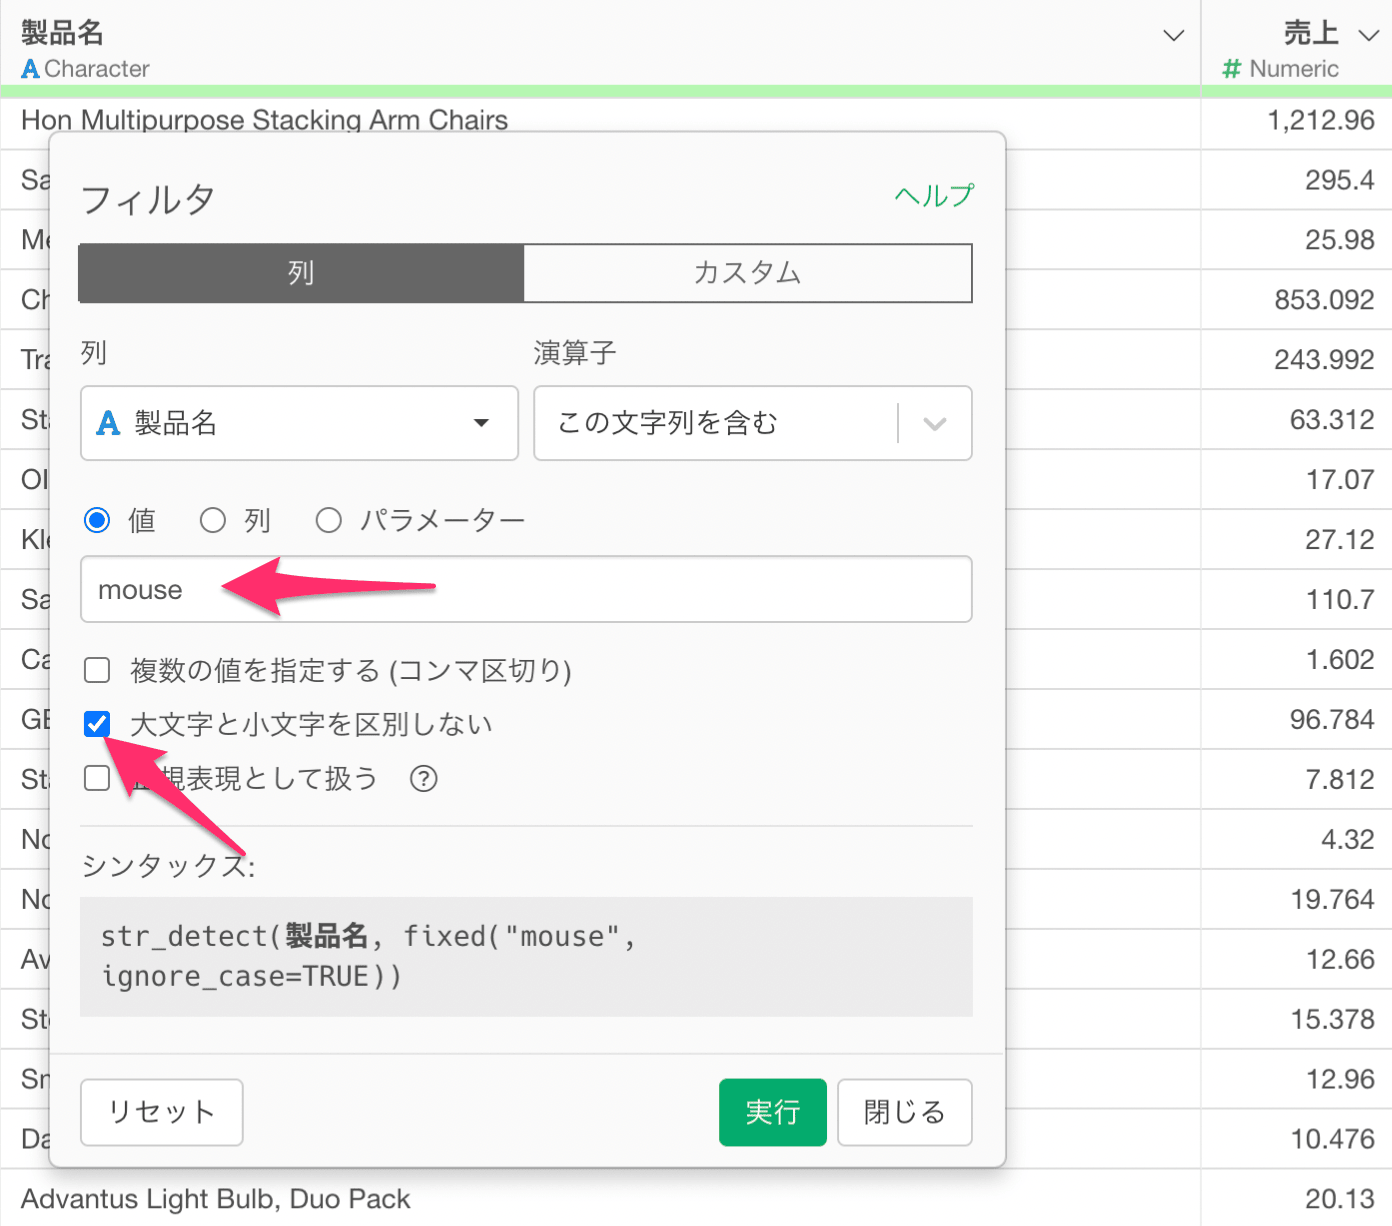 製品名
Character
売上
# Numeric
Hon Multipurpose Stacking Arm Chairs 1,212.96
フィルタ
ヘルプ
列 カスタム
列 演算子
製品名 この文字列を含む
値 列 パラメーター
mouse
複数の値を指定する (コンマ区切り)
大文字と小文字を区別しない
規表現として扱う ?
シンタックス:
str_detect(製品名, fixed("mouse",
ignore_case=TRUE))
リセット 実行 閉じる
295.4
25.98
853.092
243.992
63.312
17.07
27.12
110.7
1.602
96.784
7.812
4.32
19.764
12.66
15.378
12.96
10.476
Advantus Light Bulb, Duo Pack 20.13